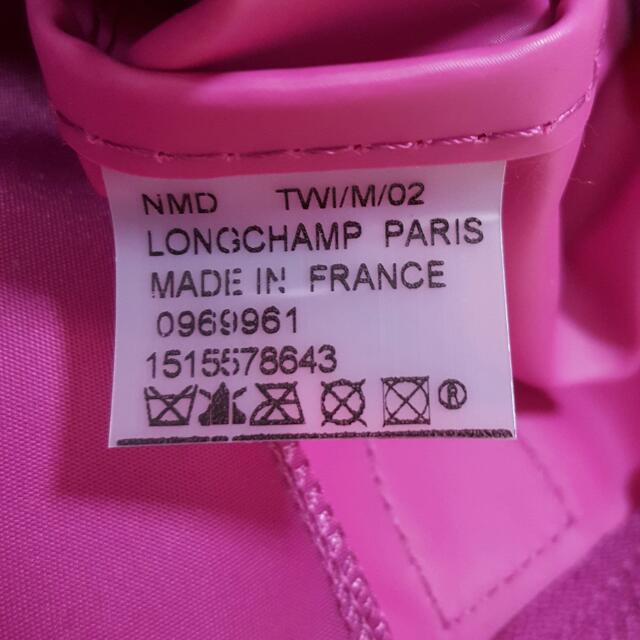 NMD TWI/M/02
LONGCHAMP PARIS
MADE IN FRANCE
0969961
1515578643
®